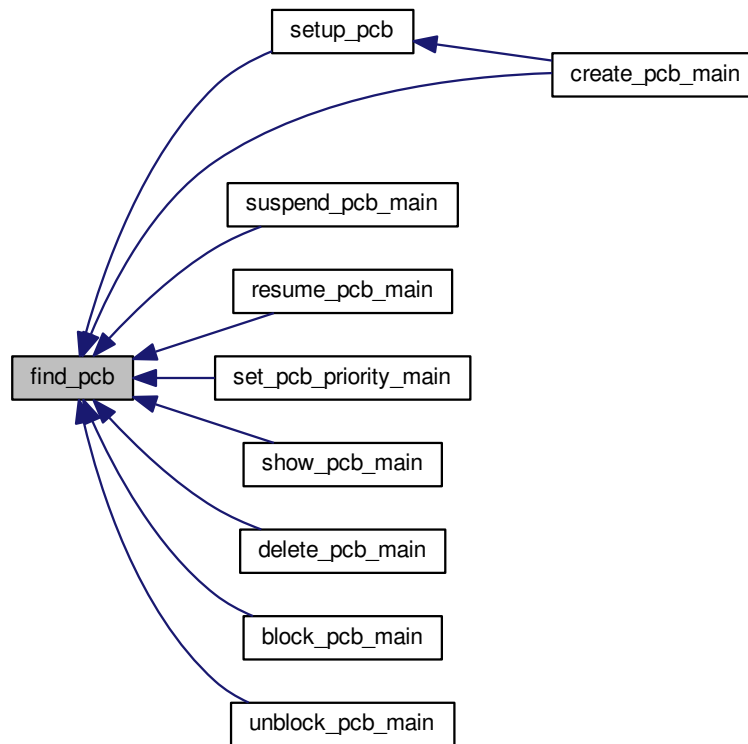 setup_pcb
create_pcb_main
suspend_pcb_main
resume_pcb_main
find_pcb
set_pcb_priority_main
show_pcb_main
delete_pcb_main
block_pcb_main
unblock_pcb_main